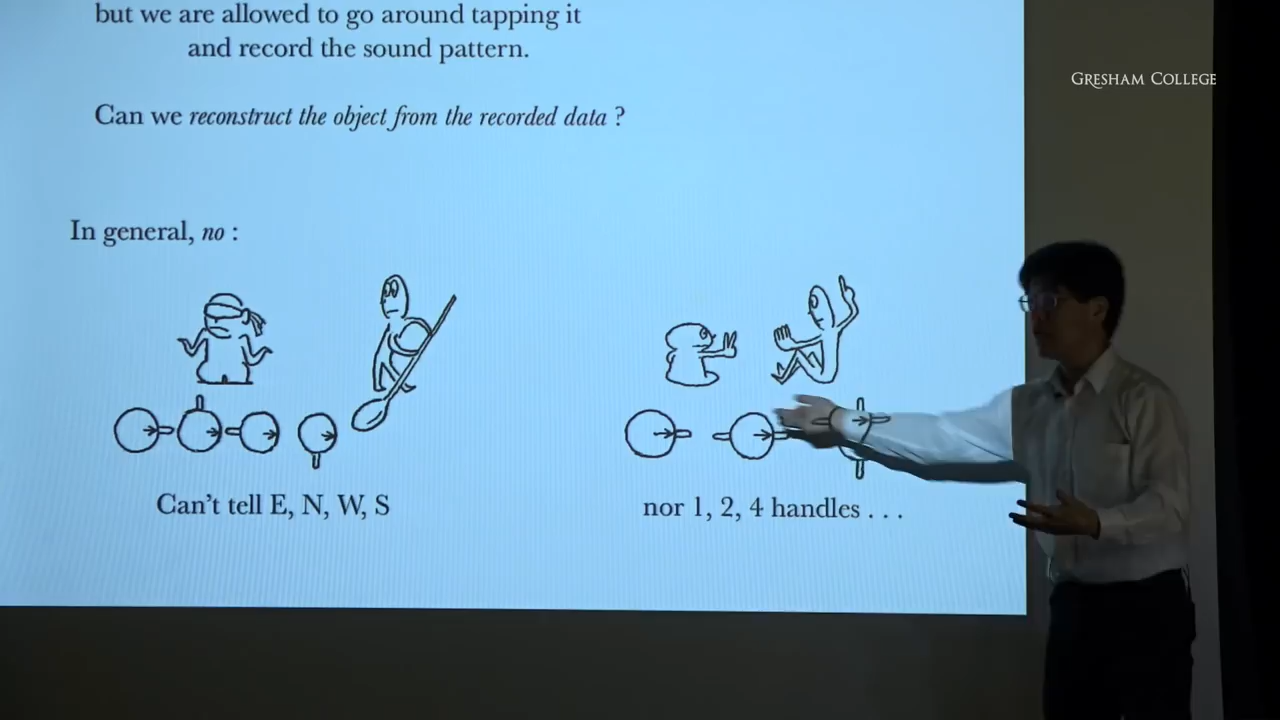 but we are allowed to go around tapping it
and record the sound pattern.
GRESHAM COLLEGE
Can we reconstruct the object from the recorded data ?
In general, no :
Can't tell E, N, W, S
nor 1, 2, 4 handles . . .